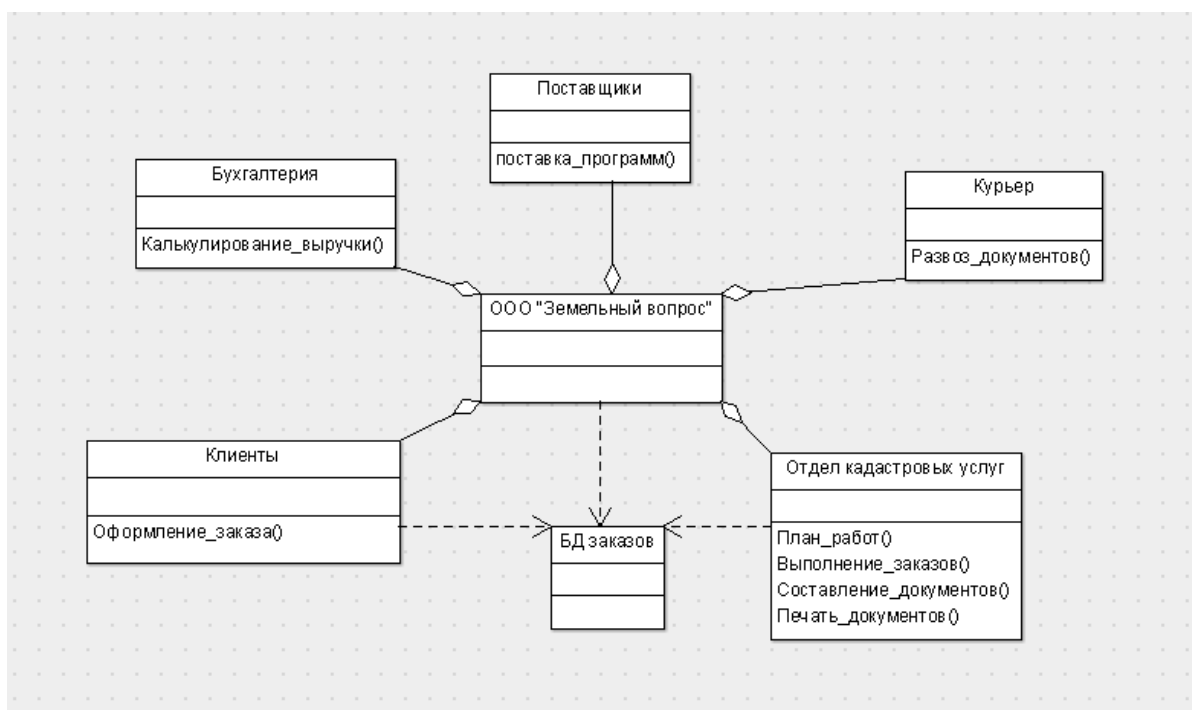 Поставщики
поставка_программ()
Бухгалтерия
Калькулирование_выручки()
Курьер
Развоз_документов()
ООО "Земельный вопрос"
Клиенты
Оформление_заказа()
БД заказов
Отдел кадастровых услуг
План_работ()
Выполнение_заказов()
Составление_документов()
Печать_документов()